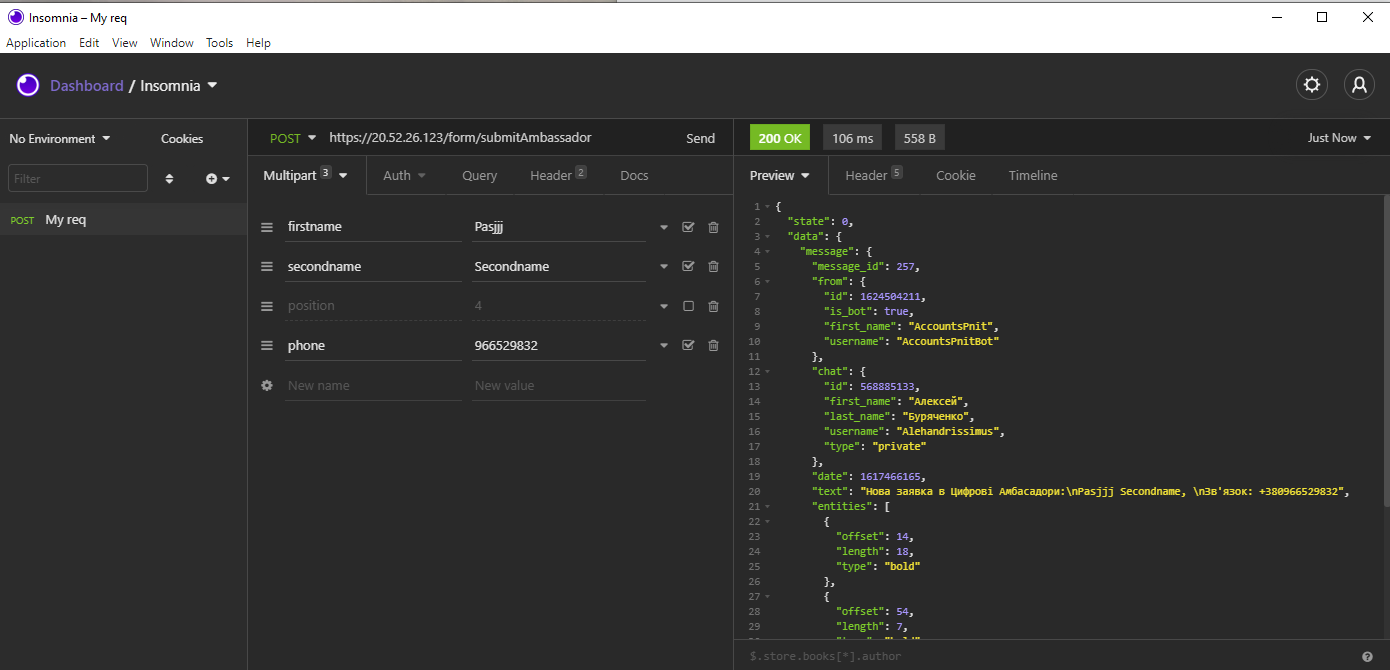 Insomnia – My req
Application Edit View Window Tools Help
Dashboard / Insomnia
No Environment Cookies
Filter
POST My req
POST https://20.52.26.123/form/submitAmbassador Send
Multipart 3 Auth Query Header 2 Docs
firstname Pasjjj
secondname Secondname
position 4
phone 966529832
New name New value
200 OK 106 ms 558 B Just Now
Preview Header 5 Cookie Timeline
1 {
2 "state": 0,
3 "data": {
4 "message": {
5 "message_id": 257,
6 "from": {
7 "id": 1624504211,
8 "is_bot": true,
9 "first_name": "AccountsPnit",
10 "username": "AccountsPnitBot"
11 },
12 "chat": {
13 "id": 568885133,
14 "first_name": "Алексей",
15 "last_name": "Буряченко",
16 "username": "Alehandrissimus",
17 "type": "private"
18 },
19 "date": 1617466165,
20 "text": "Нова заявка в Цифрові Амбасадори:\nPasjjj Secondname, \nЗв'язок: +380966529832",
21 "entities": [
22 {
23 "offset": 14,
24 "length": 18,
25 "type": "bold"
26 },
27 {
28 "offset": 54,
29 "length": 7,
$.store.books[*].author